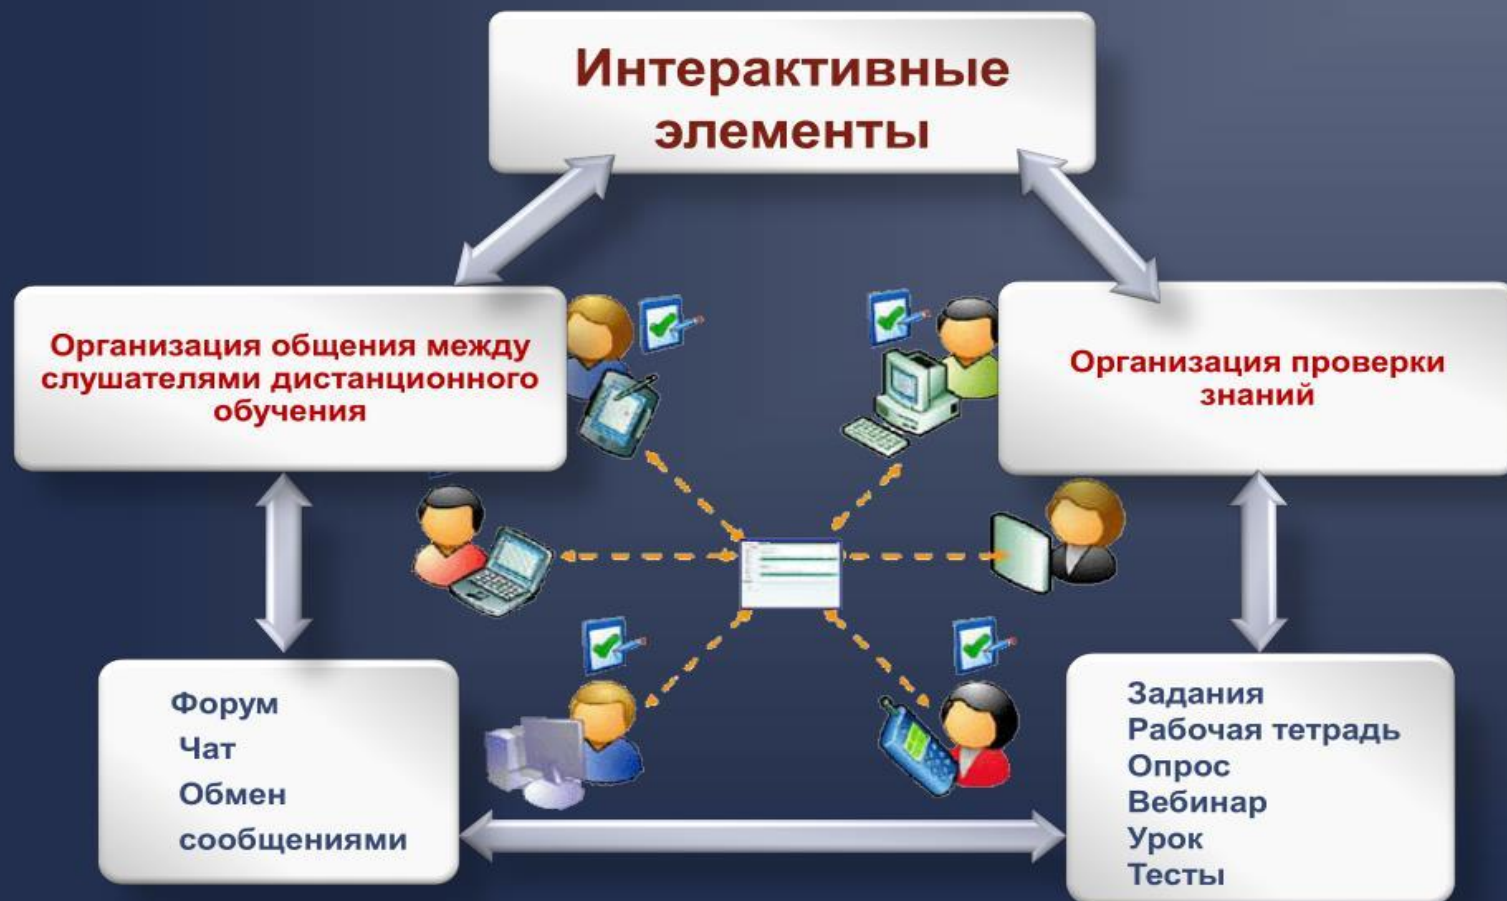 Интерактивные
элементы
Организация общения между
слушателями дистанционного
обучения
Организация проверки
знаний
Форум
Чат
Обмен
сообщениями
Задания
Рабочая тетрадь
Опрос
Вебинар
Урок
Тесты